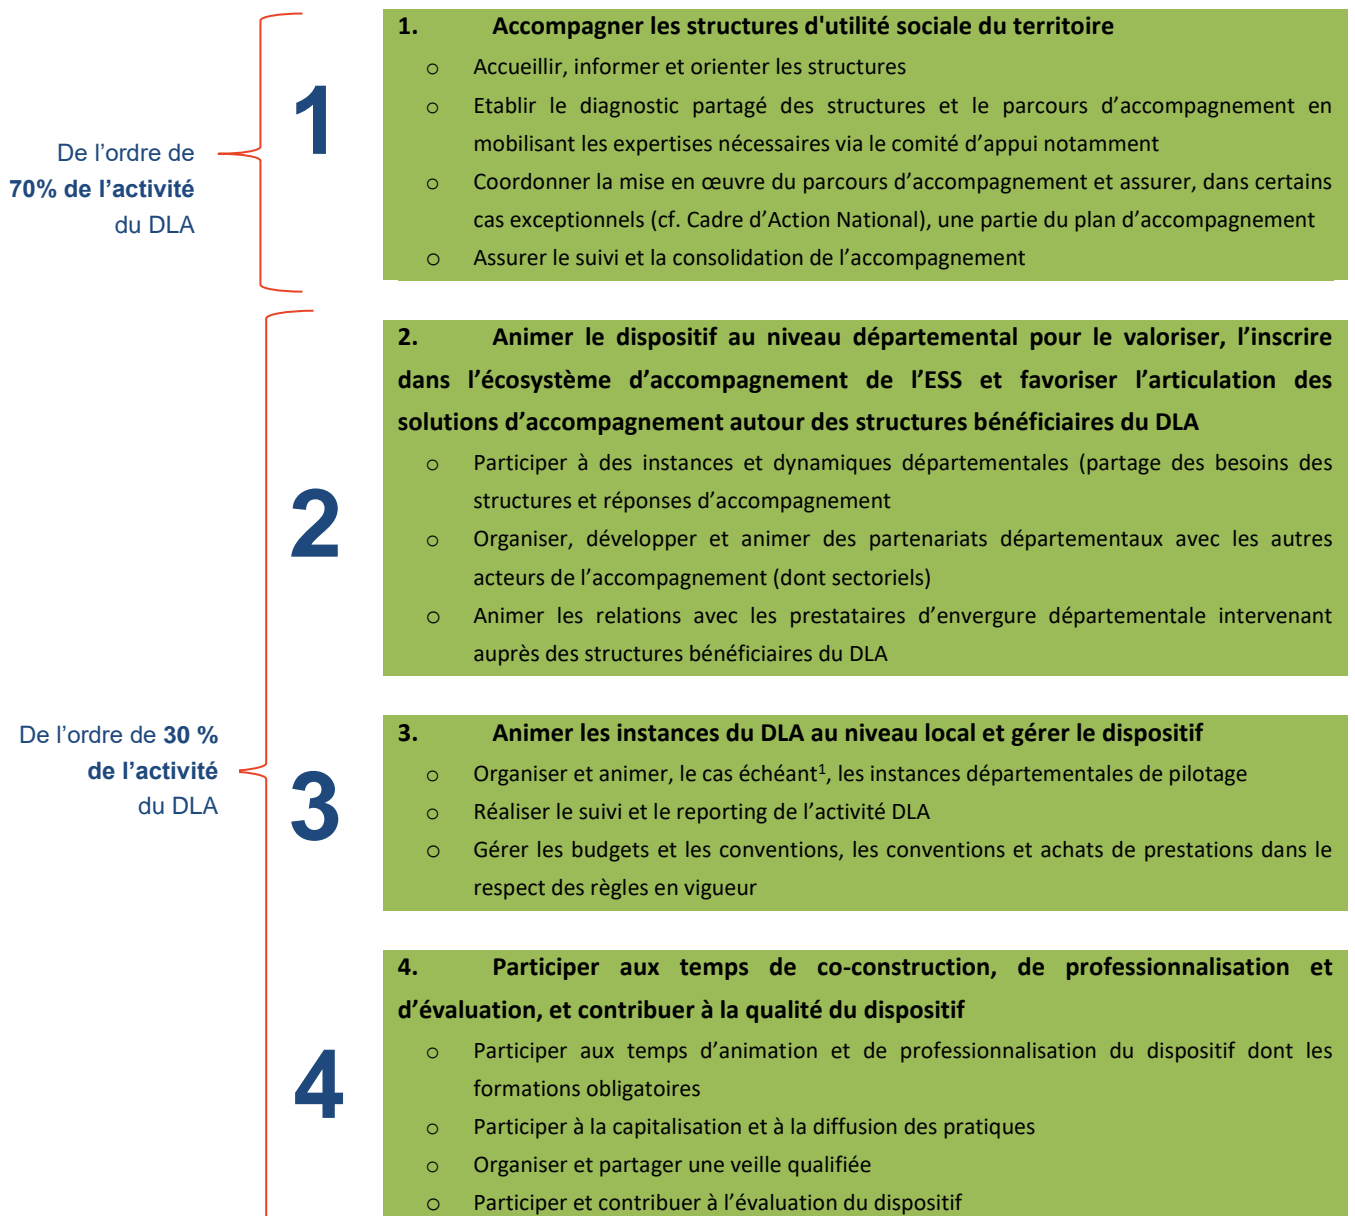 De l’ordre de
70% de l’activité
du DLA
1
1. Accompagner les structures d'utilité sociale du territoire
o Accueillir, informer et orienter les structures
o Etablir le diagnostic partagé des structures et le parcours d’accompagnement en
mobilisant les expertises nécessaires via le comité d’appui notamment
o Coordonner la mise en œuvre du parcours d’accompagnement et assurer, dans certains
cas exceptionnels (cf. Cadre d’Action National), une partie du plan d’accompagnement
o Assurer le suivi et la consolidation de l’accompagnement
De l’ordre de 30 %
de l’activité
du DLA
2
2. Animer le dispositif au niveau départemental pour le valoriser, l’inscrire
dans l’écosystème d’accompagnement de l’ESS et favoriser l’articulation des
solutions d’accompagnement autour des structures bénéficiaires du DLA
o Participer à des instances et dynamiques départementales (partage des besoins des
structures et réponses d’accompagnement
o Organiser, développer et animer des partenariats départementaux avec les autres
acteurs de l’accompagnement (dont sectoriels)
o Animer les relations avec les prestataires d’envergure départementale intervenant
auprès des structures bénéficiaires du DLA
3
3. Animer les instances du DLA au niveau local et gérer le dispositif
o Organiser et animer, le cas échéant¹, les instances départementales de pilotage
o Réaliser le suivi et le reporting de l’activité DLA
o Gérer les budgets et les conventions, les conventions et achats de prestations dans le
respect des règles en vigueur
4
4. Participer aux temps de co-construction, de professionnalisation et
d’évaluation, et contribuer à la qualité du dispositif
o Participer aux temps d’animation et de professionnalisation du dispositif dont les
formations obligatoires
o Participer à la capitalisation et à la diffusion des pratiques
o Organiser et partager une veille qualifiée
o Participer et contribuer à l’évaluation du dispositif